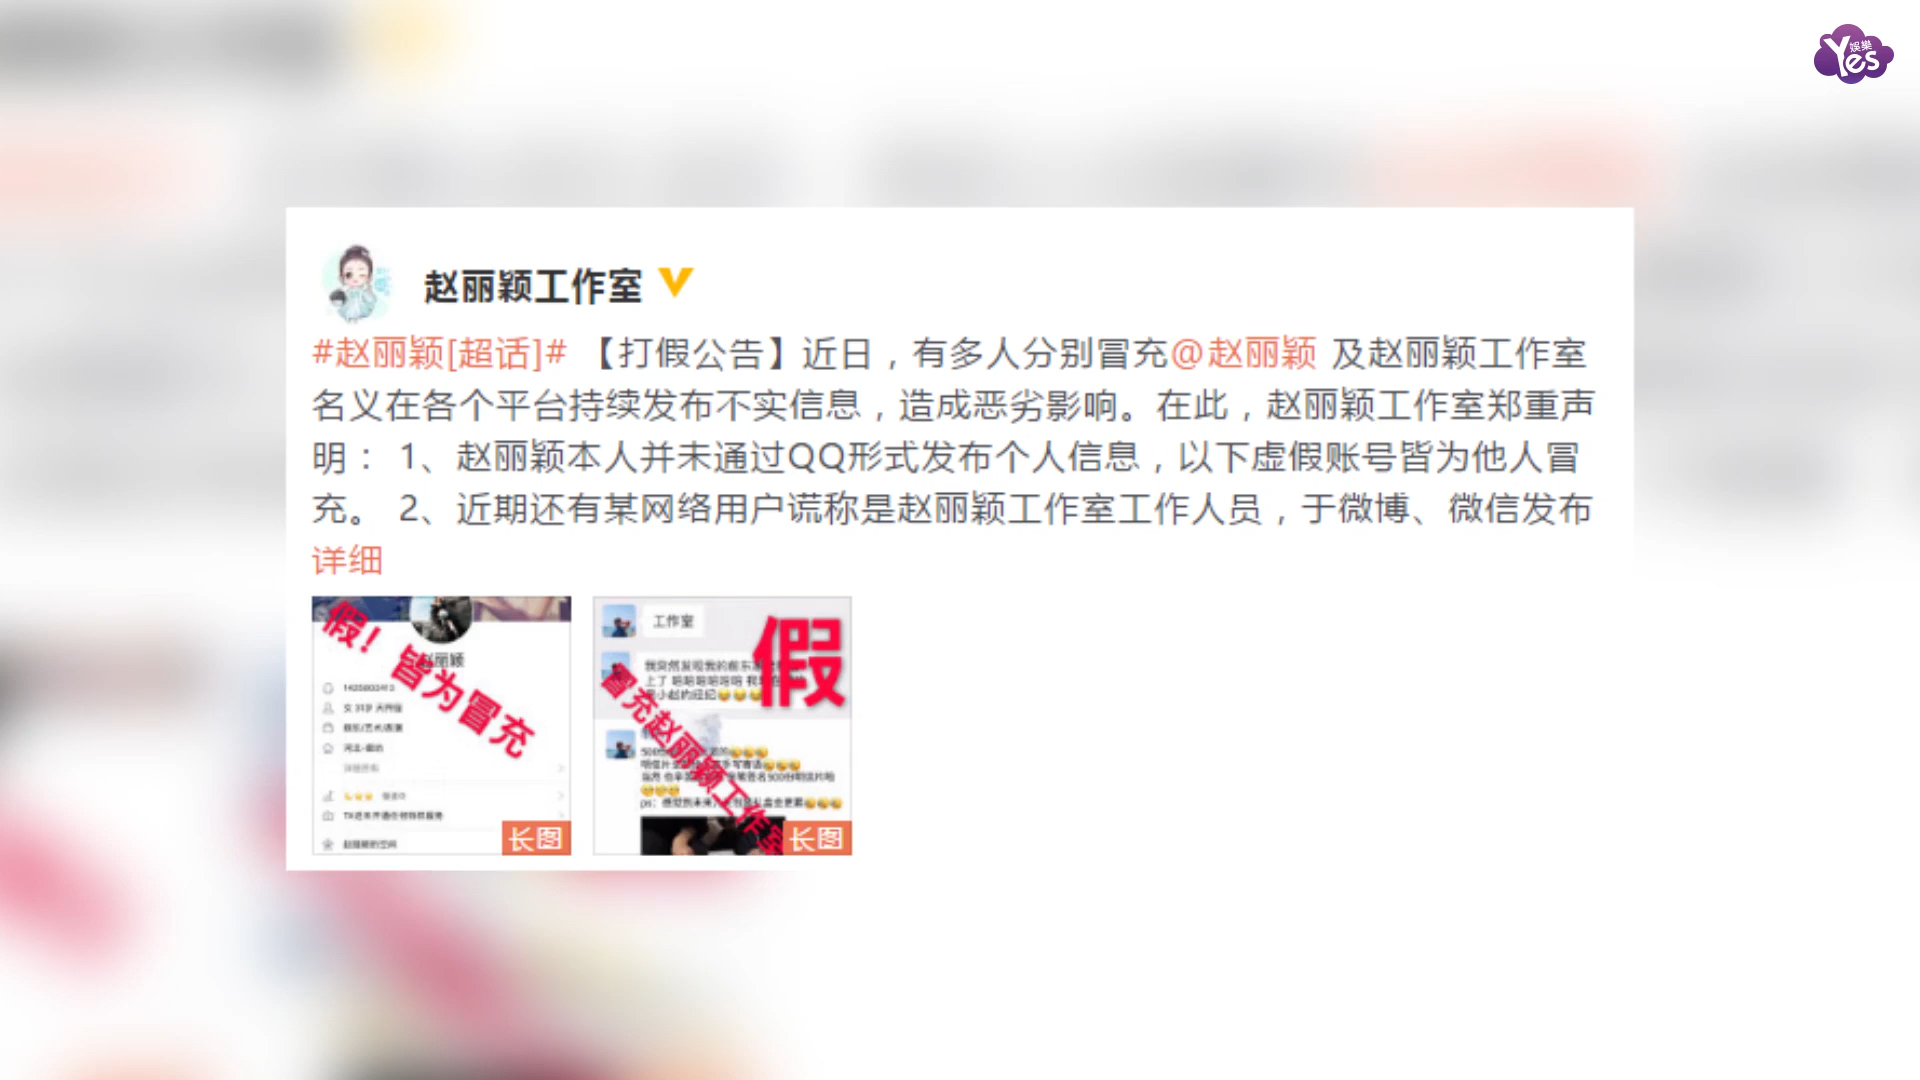 Yes娛樂
赵丽颖工作室
#赵丽颖[超话]# 【打假公告】近日，有多人分别冒充@赵丽颖 及赵丽颖工作室
名义在各个平台持续发布不实信息，造成恶劣影响。在此，赵丽颖工作室郑重声
明： 1、赵丽颖本人并未通过QQ形式发布个人信息，以下虚假账号皆为他人冒
充。 2、近期还有某网络用户谎称是赵丽颖工作室工作人员，于微博、微信发布
详细
假！皆为冒充
赵丽颖
长图
工作室
假
冒充赵丽颖工作室
长图